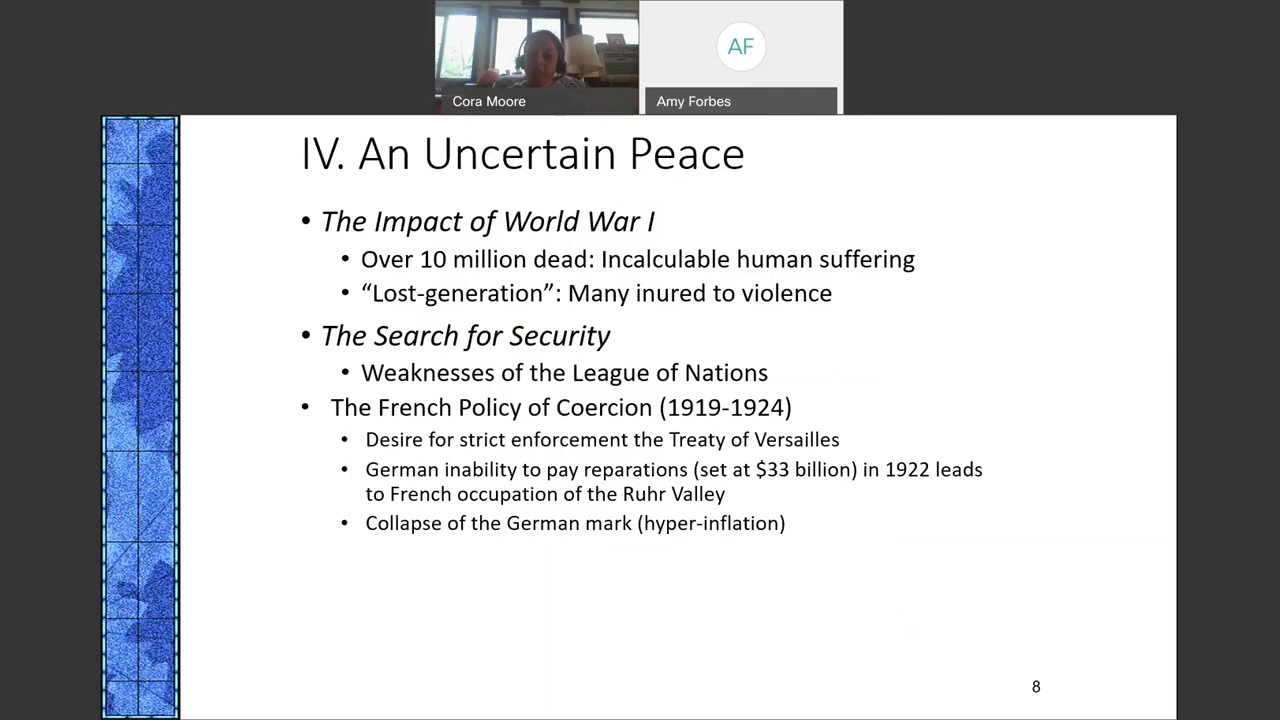 AF
Cora Moore
Amy Forbes
IV. An Uncertain Peace
• The Impact of World War I
• Over 10 million dead: Incalculable human suffering
• “Lost-generation”: Many inured to violence
• The Search for Security
• Weaknesses of the League of Nations
• The French Policy of Coercion (1919-1924)
• Desire for strict enforcement the Treaty of Versailles
• German inability to pay reparations (set at $33 billion) in 1922 leads
to French occupation of the Ruhr Valley
• Collapse of the German mark (hyper-inflation)
8